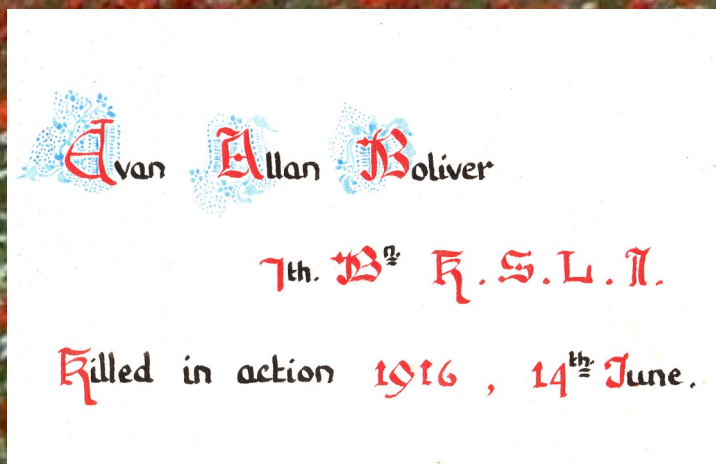 Evan Allan Boliver
7th. Bn. K.S.L.I.
Killed in action 1916, 14th June.